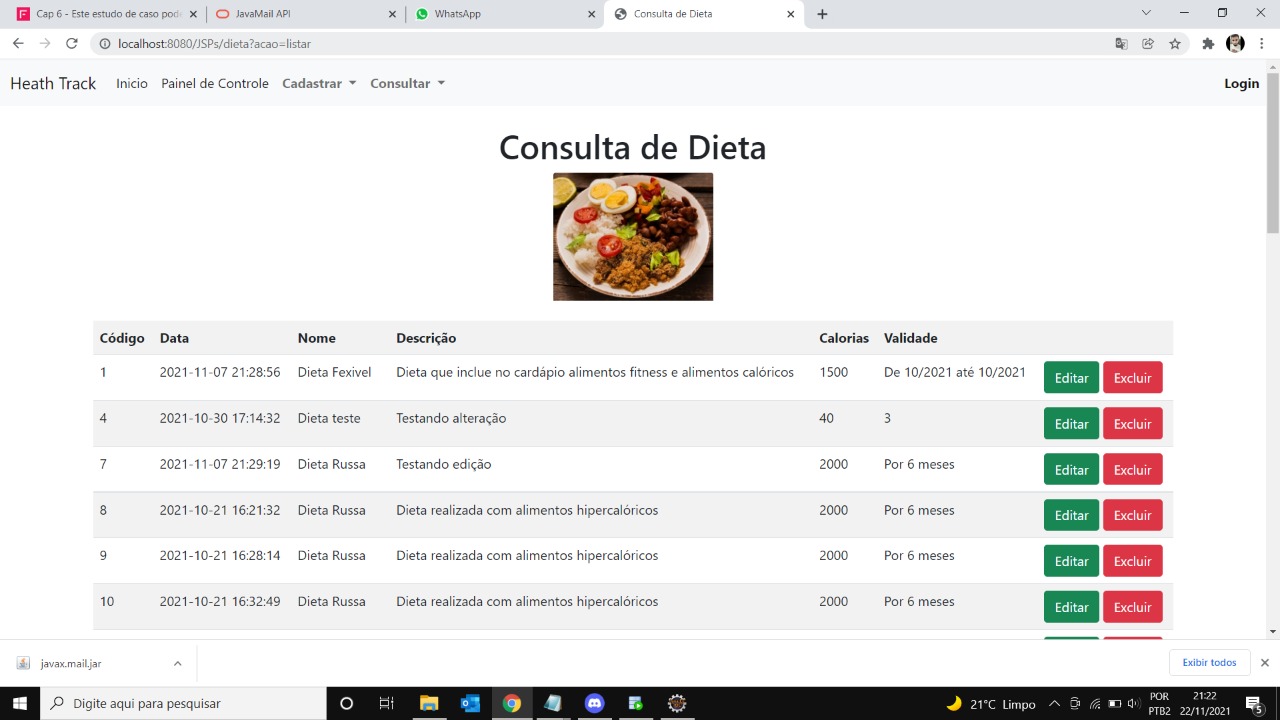 Cap 6 - Este estudo de caso pod
JavaMail API
WhatsApp
Consulta de Dieta
localhost:8080/JSPs/dieta?acao=listar
Heath Track Inicio Painel de Controle Cadastrar Consultar Login
Consulta de Dieta
Código Data Nome Descrição Calorias Validade
1 2021-11-07 21:28:56 Dieta Fexivel Dieta que inclue no cardápio alimentos fitness e alimentos calóricos 1500 De 10/2021 até 10/2021 Editar Excluir
4 2021-10-30 17:14:32 Dieta teste Testando alteração 40 3 Editar Excluir
7 2021-11-07 21:29:19 Dieta Russa Testando edição 2000 Por 6 meses Editar Excluir
8 2021-10-21 16:21:32 Dieta Russa Dieta realizada com alimentos hipercalóricos 2000 Por 6 meses Editar Excluir
9 2021-10-21 16:28:14 Dieta Russa Dieta realizada com alimentos hipercalóricos 2000 Por 6 meses Editar Excluir
10 2021-10-21 16:32:49 Dieta Russa Dieta realizada com alimentos hipercalóricos 2000 Por 6 meses Editar Excluir
javax.mail.jar Exibir todos
Digite aqui para pesquisar
21°C Limpo
POR
PTB2
21:22
22/11/2021
5